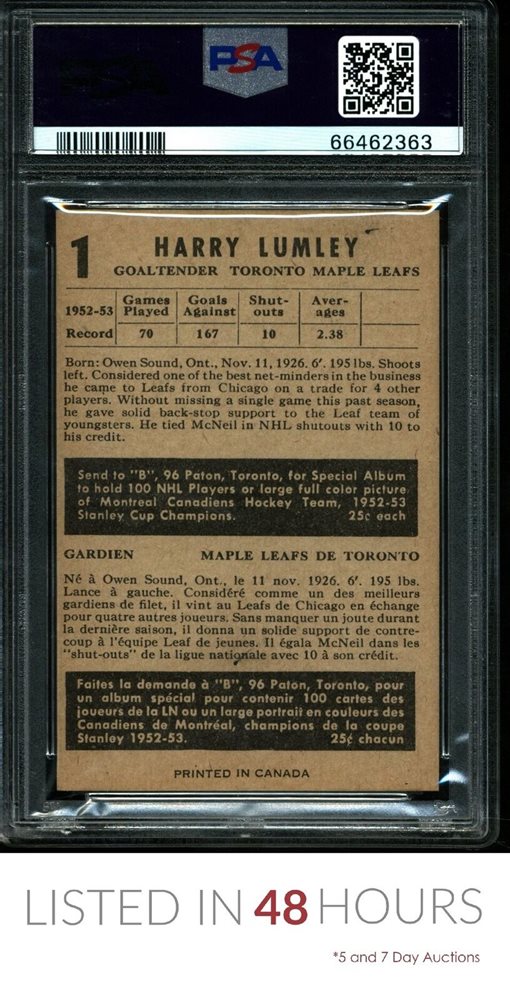 PSA
66462363
1
HARRY LUMLEY
GOALTENDER TORONTO MAPLE LEAFS
1952-53 Games Played Goals Against Shut-outs Aver-ages
Record 70 167 10 2.38
Born: Owen Sound, Ont., Nov. 11, 1926. 6'. 195 lbs. Shoots
left. Considered one of the best net-minders in the business
he came to Leafs from Chicago on a trade for 4 other
players. Without missing a single game this past season,
he gave solid back-stop support to the Leaf team of
youngsters. He tied McNeil in NHL shutouts with 10 to
his credit.
Send to "B", 96 Paton, Toronto, for Special Album
to hold 100 NHL Players or large full color picture
of Montreal Canadiens Hockey Team, 1952-53
Stanley Cup Champions. 25¢ each
GARDIEN MAPLE LEAFS DE TORONTO
Né à Owen Sound, Ont., le 11 nov. 1926. 6'. 195 lbs.
Lance à gauche. Considéré comme un des meilleurs
gardiens de filet, il vint au Leafs de Chicago en échange
pour quatre autres joueurs. Sans manquer un joute durant
la dernière saison, il donna un solide support de contre-
coup à l'équipe Leaf de jeunes. Il égala McNeil dans les
"shut-outs" de la ligue nationale avec 10 à son crédit.
Faites la demande à "B", 96 Paton, Toronto, pour
un album spécial pour contenir 100 cartes des
joueurs de la LN ou un large portrait en couleurs des
Canadiens de Montréal, champions de la coupe
Stanley 1952-53. 25¢ chacun
PRINTED IN CANADA
LISTED IN 48 HOURS
*5 and 7 Day Auctions